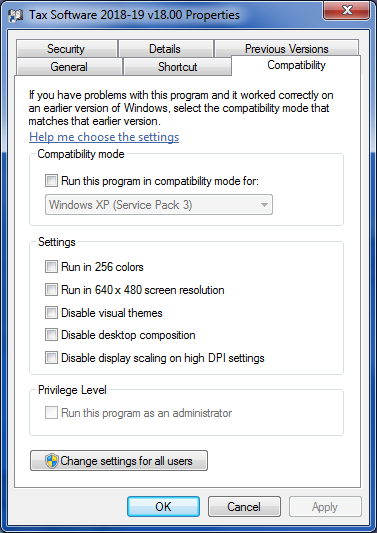 Tax Software 2018-19 v18.00 Properties
Security Details Previous Versions
General Shortcut Compatibility
If you have problems with this program and it worked correctly on
an earlier version of Windows, select the compatibility mode that
matches that earlier version.
Help me choose the settings
Compatibility mode
Run this program in compatibility mode for:
Windows XP (Service Pack 3)
Settings
Run in 256 colors
Run in 640 x 480 screen resolution
Disable visual themes
Disable desktop composition
Disable display scaling on high DPI settings
Privilege Level
Run this program as an administrator
Change settings for all users
OK Cancel Apply